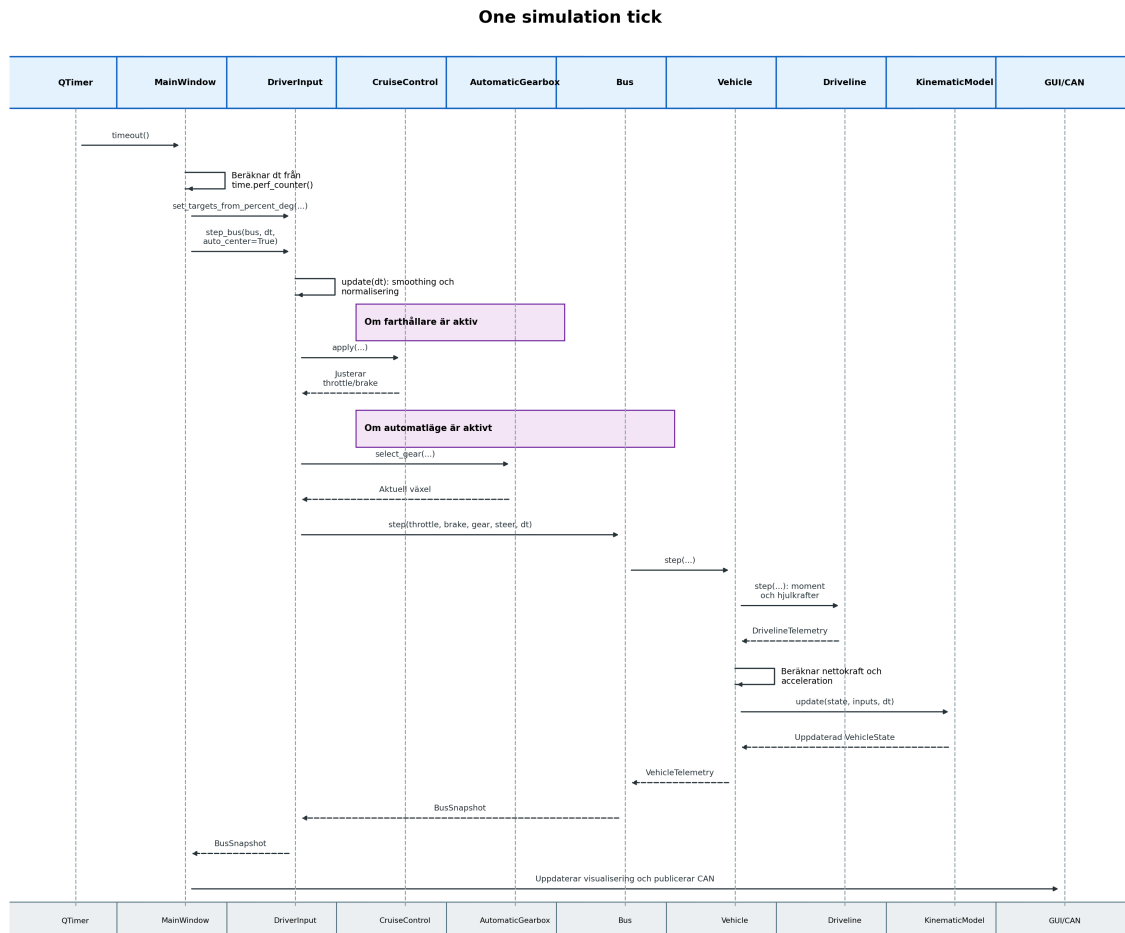 One simulation tick
QTimer
MainWindow
DriverInput
CruiseControl
AutomaticGearbox
Bus
Vehicle
Driveline
KinematicModel
GUI/CAN
timeout()
Beräknar dt från
time.perf_counter()
set_targets_from_percent_deg(...)
step_bus(bus, dt,
auto_center=True)
update(dt): smoothing och
normalisering
Om farthållare är aktiv
apply(...)
Justerar
throttle/brake
Om automatläge är aktivt
select_gear(...)
Aktuell växel
step(throttle, brake, gear, steer, dt)
step(...)
step(...): moment
och hjulkrafter
DrivelineTelemetry
Beräknar nettokraft och
acceleration
update(state, inputs, dt)
Uppdaterad VehicleState
VehicleTelemetry
BusSnapshot
BusSnapshot
Uppdaterar visualisering och publicerar CAN
QTimer
MainWindow
DriverInput
CruiseControl
AutomaticGearbox
Bus
Vehicle
Driveline
KinematicModel
GUI/CAN